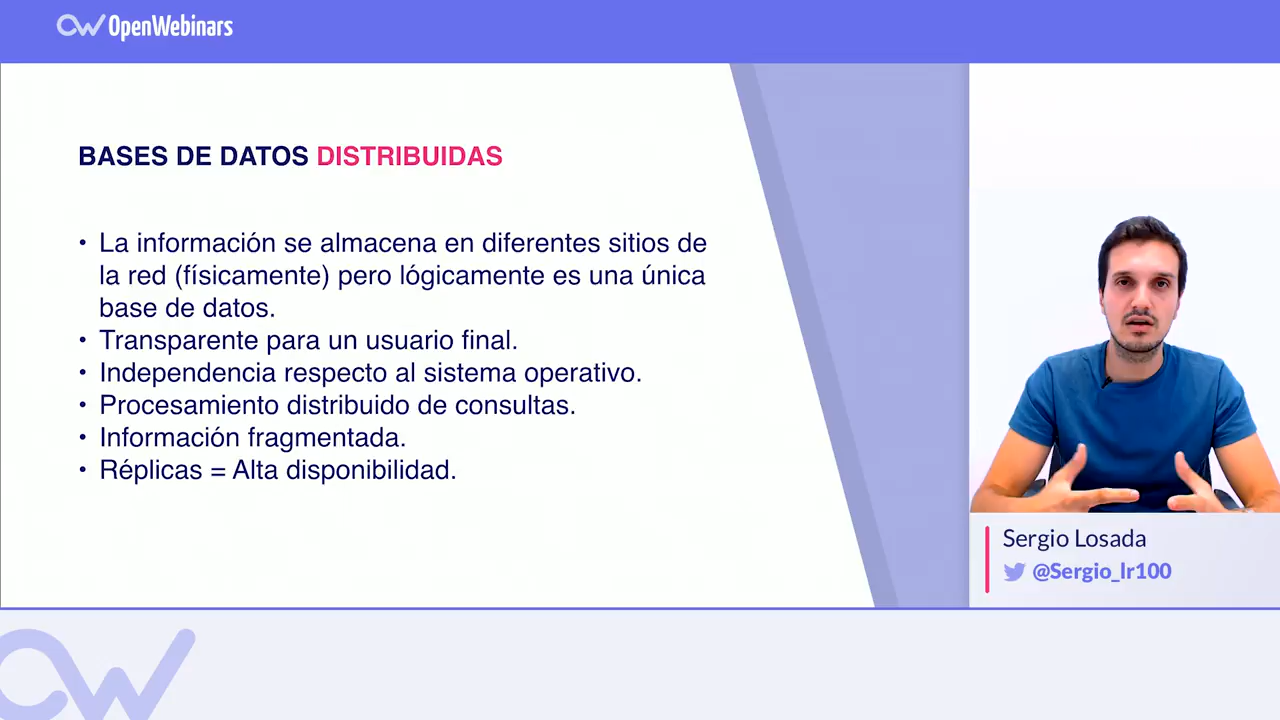 OpenWebinars
BASES DE DATOS DISTRIBUIDAS
• La información se almacena en diferentes sitios de
la red (físicamente) pero lógicamente es una única
base de datos.
• Transparente para un usuario final.
• Independencia respecto al sistema operativo.
• Procesamiento distribuido de consultas.
• Información fragmentada.
• Réplicas = Alta disponibilidad.
Sergio Losada
@Sergio_lr100